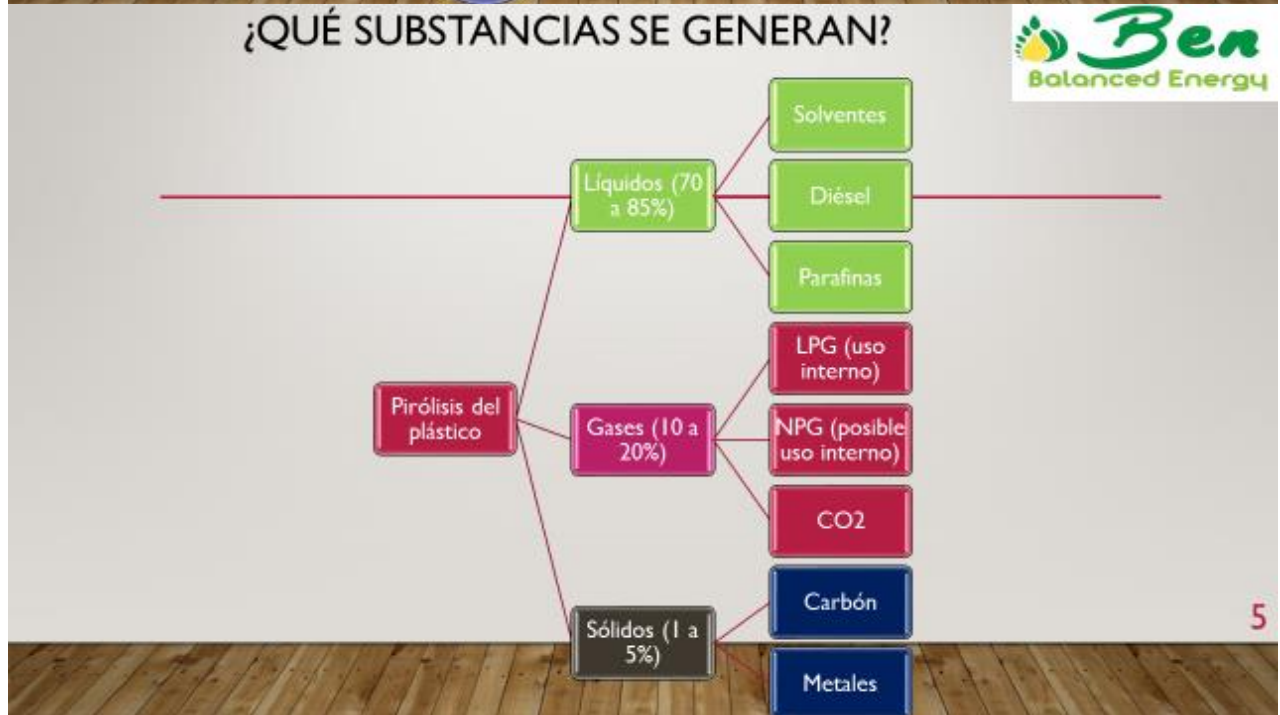 ¿QUÉ SUBSTANCIAS SE GENERAN?
Ben
Balanced Energy
Solventes
Líquidos (70
a 85%)
Diésel
Parafinas
LPG (uso
interno)
Pirólisis del
plástico
Gases (10 a
20%)
NPG (posible
uso interno)
CO2
Carbón
Sólidos (1 a
5%)
Metales
5